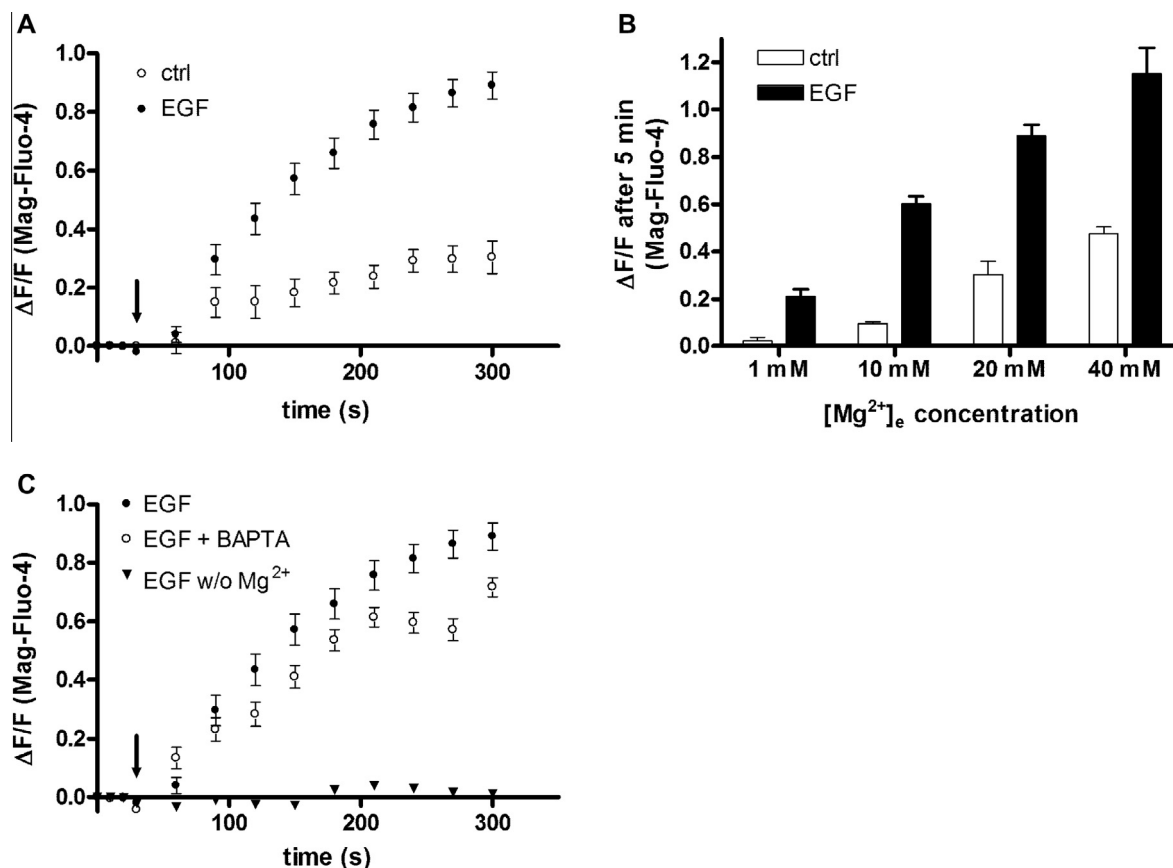 A
ΔF/F (Mag-Fluo-4)
1.0
0.8
0.6
0.4
0.2
0.0
ctrl
EGF
100
200
300
time (s)
B
ΔF/F after 5 min
(Mag-Fluo-4)
1.2
1.0
0.8
0.6
0.4
0.2
0.0
ctrl
EGF
1 mM
10 mM
20 mM
40 mM
[Mg²⁺]ₑ concentration
C
ΔF/F (Mag-Fluo-4)
1.0
0.8
0.6
0.4
0.2
0.0
EGF
EGF + BAPTA
EGF w/o Mg²⁺
100
200
300
time (s)